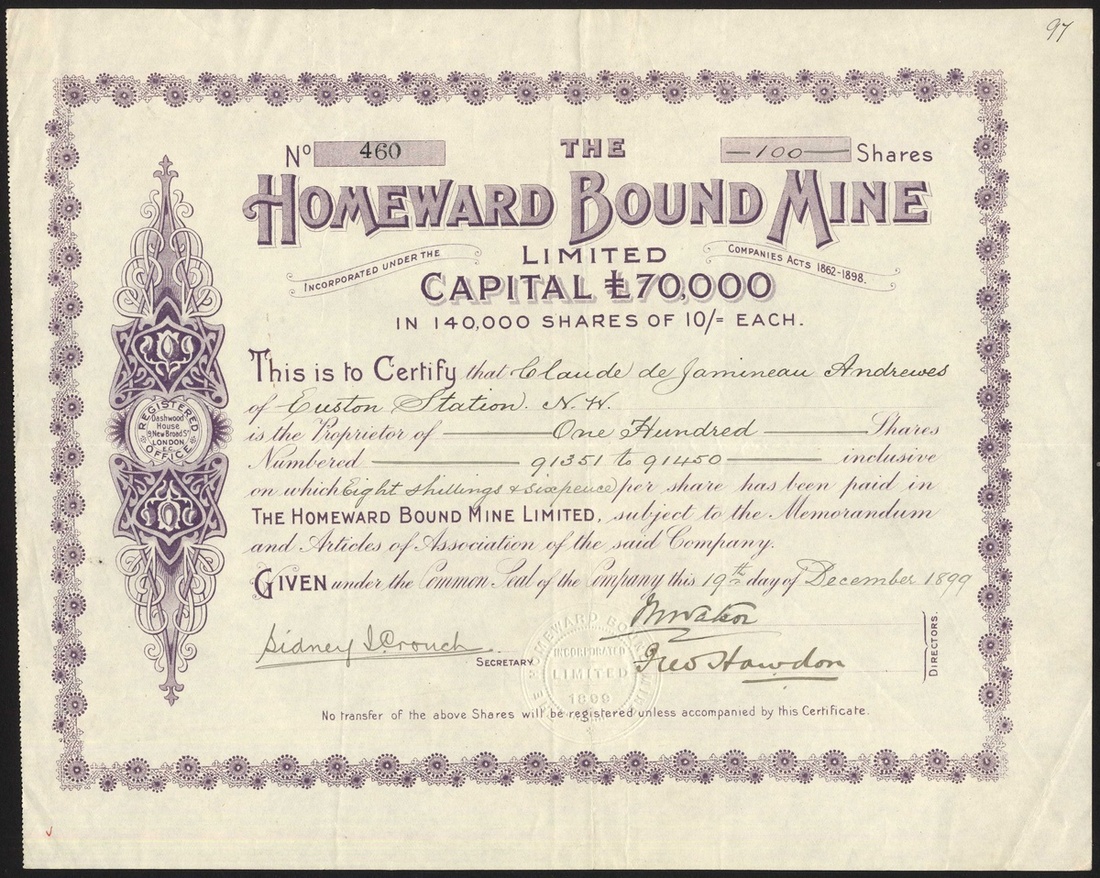 97
No 460 THE —100— Shares
HOMEWARD BOUND MINE
LIMITED
INCORPORATED UNDER THE COMPANIES ACTS 1862-1898.
CAPITAL £70,000
IN 140,000 SHARES OF 10/= EACH.
This is to Certify that Claude de Jamineau Andrewes
of Euston Station. N.W.
is the Proprietor of One Hundred Shares
Numbered 91351 to 91450 inclusive
on which Eight shillings & sixpence per share has been paid in
THE HOMEWARD BOUND MINE LIMITED, subject to the Memorandum
and Articles of Association of the said Company.
GIVEN under the Common Seal of the Company this 19th day of December 1899
REGISTERED OFFICE
Dashwood
House
9, New Broad St
LONDON
E.C.
Sidney Crouch
SECRETARY
Geo Hawdon
DIRECTORS.
HOMEWARD BOUND
INCORPORATED
LIMITED
1899
No transfer of the above Shares will be registered unless accompanied by this Certificate.